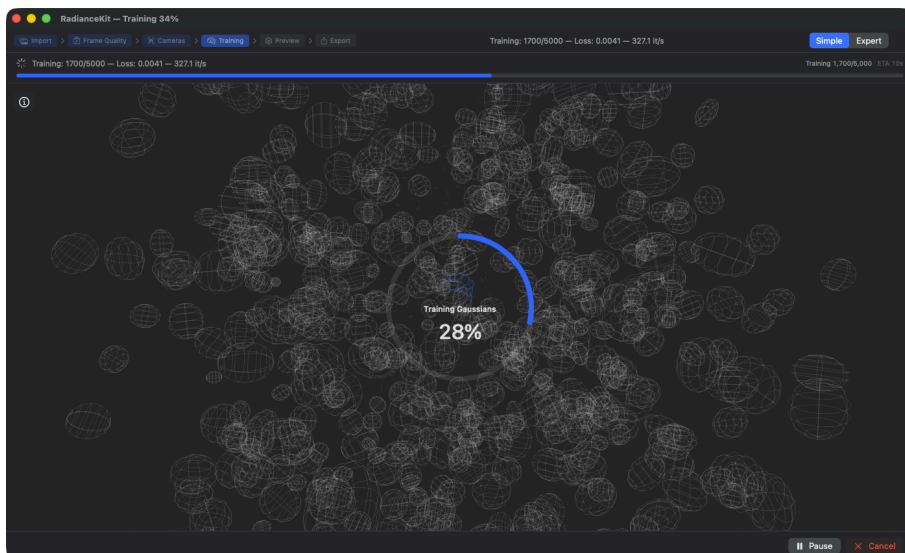 RadianceKit — Training 34%
Import > Frame Quality > Cameras > Training > Preview > Export
Training: 1700/5000 — Loss: 0.0041 — 327.1 it/s
Simple Expert
Training: 1700/5000 — Loss: 0.0041 — 327.1 it/s
Training 1,700/5,000 ETA 10s
Training Gaussians
28%
Pause
Cancel